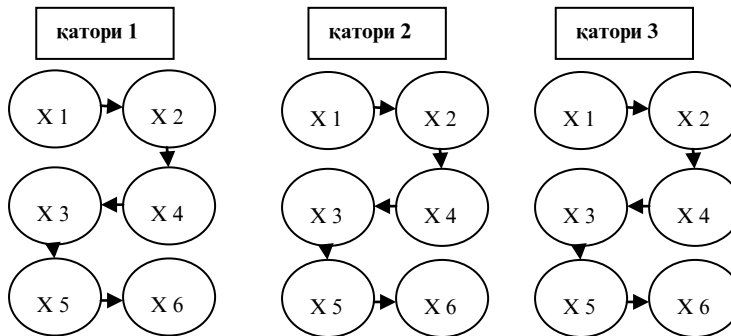 қатори 1 қатори 2 қатори 3
X 1 X 2 X 1 X 2 X 1 X 2
X 3 X 4 X 3 X 4 X 3 X 4
X 5 X 6 X 5 X 6 X 5 X 6